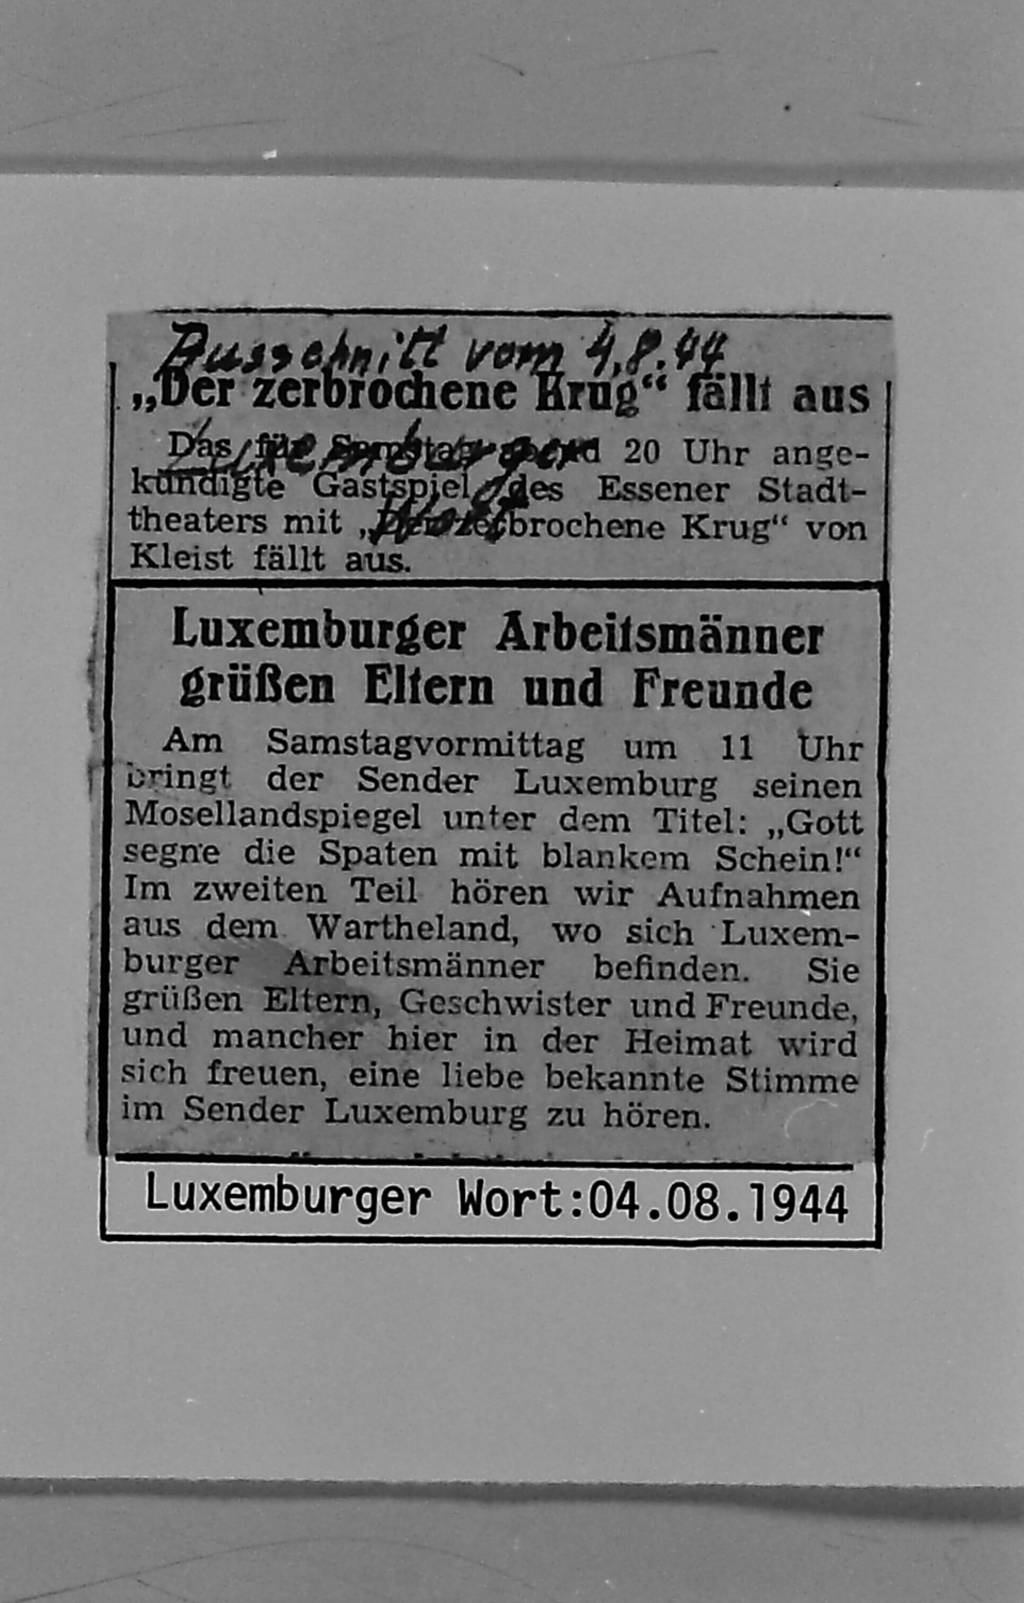 Ausschnitt vom 4.8.44
„Der zerbrochene Krug“ fällt aus
Luxemburger
Das für Samstag abend 20 Uhr ange-
kündigte Gastspiel des Essener Stadt-
Wort
theaters mit „Der zerbrochene Krug“ von
Kleist fällt aus.
Luxemburger Arbeitsmänner
grüßen Eltern und Freunde
Am Samstagvormittag um 11 Uhr
bringt der Sender Luxemburg seinen
Mosellandspiegel unter dem Titel: „Gott
segne die Spaten mit blankem Schein!“
Im zweiten Teil hören wir Aufnahmen
aus dem Wartheland, wo sich Luxem-
burger Arbeitsmänner befinden. Sie
grüßen Eltern, Geschwister und Freunde,
und mancher hier in der Heimat wird
sich freuen, eine liebe bekannte Stimme
im Sender Luxemburg zu hören.
Luxemburger Wort:04.08.1944